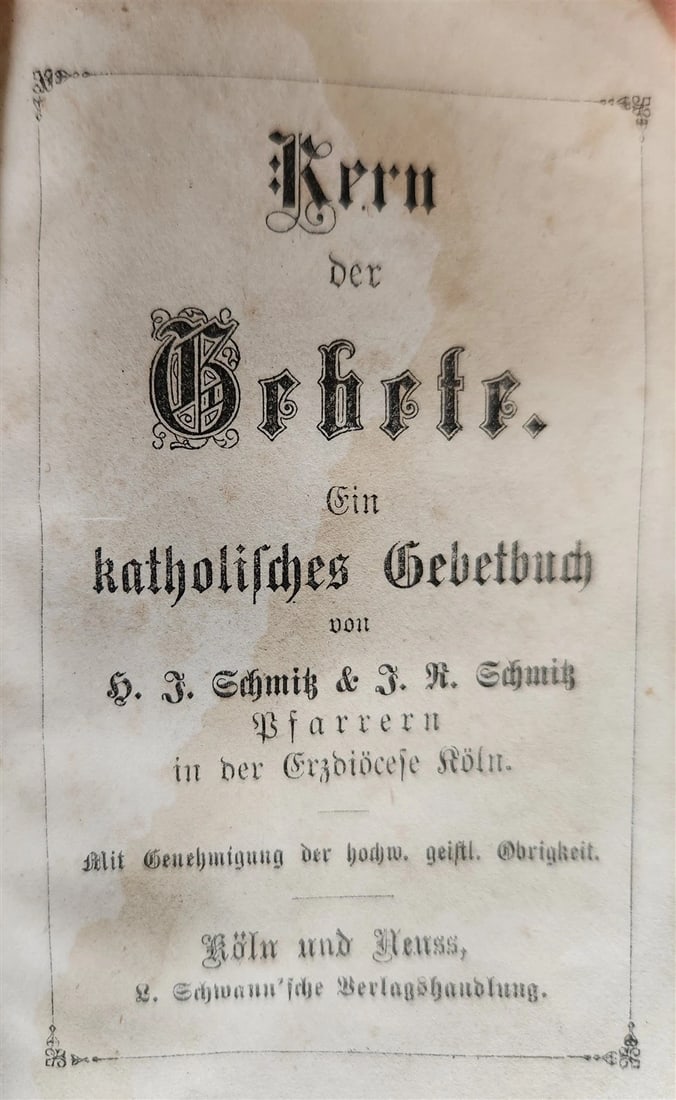 Kern
der
Gebete.
Ein
katholiſches Gebetbuch
von
H. J. Schmitz & J. R. Schmitz
Pfarrern
in der Erzdiöceſe Köln.
Mit Genehmigung der hochw. geiſtl. Obrigkeit.
Köln und Neuss,
L. Schwann'ſche Verlagshandlung.